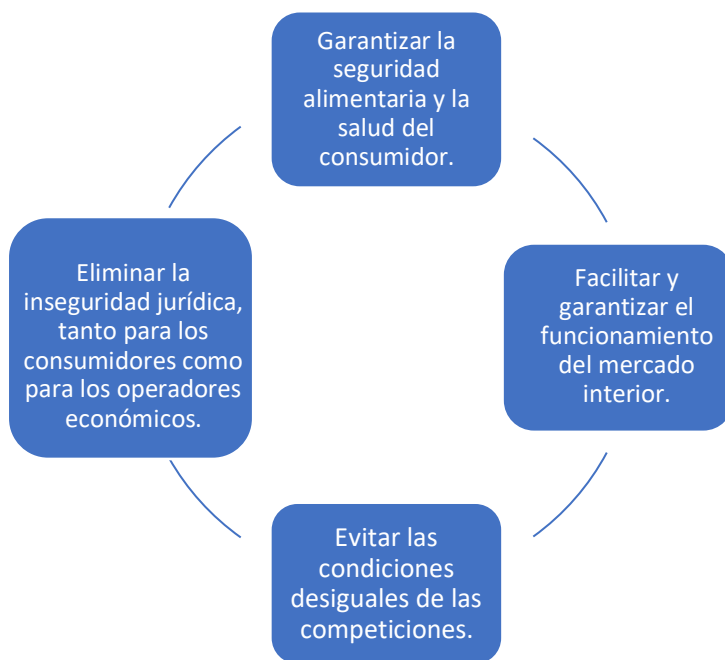 Garantizar la
seguridad
alimentaria y la
salud del
consumidor.
Facilitar y
garantizar el
funcionamiento
del mercado
interior.
Evitar las
condiciones
desiguales de las
competiciones.
Eliminar la
inseguridad jurídica,
tanto para los
consumidores como
para los operadores
económicos.